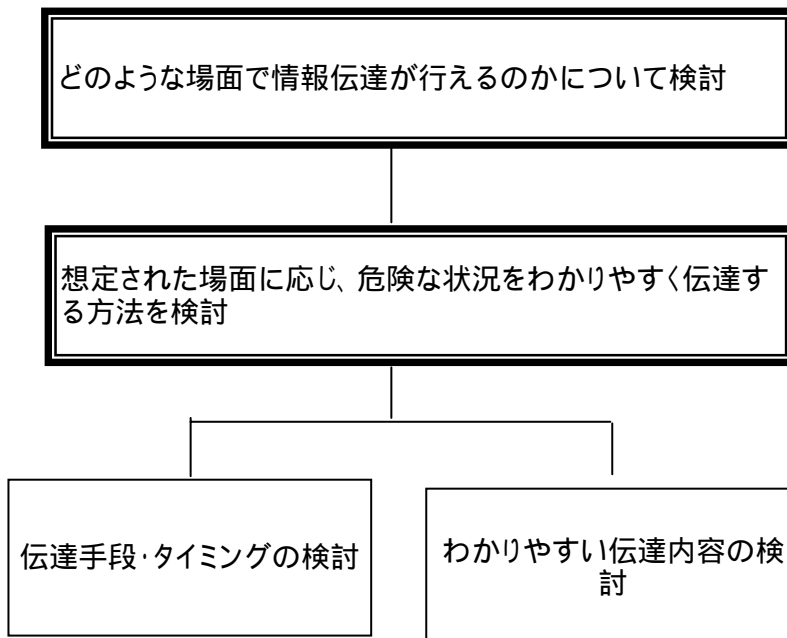 どのような場面で情報伝達が行えるのかについて検討
想定された場面に応じ、危険な状況をわかりやすく伝達す
る方法を検討
伝達手段・タイミングの検討
わかりやすい伝達内容の検
討